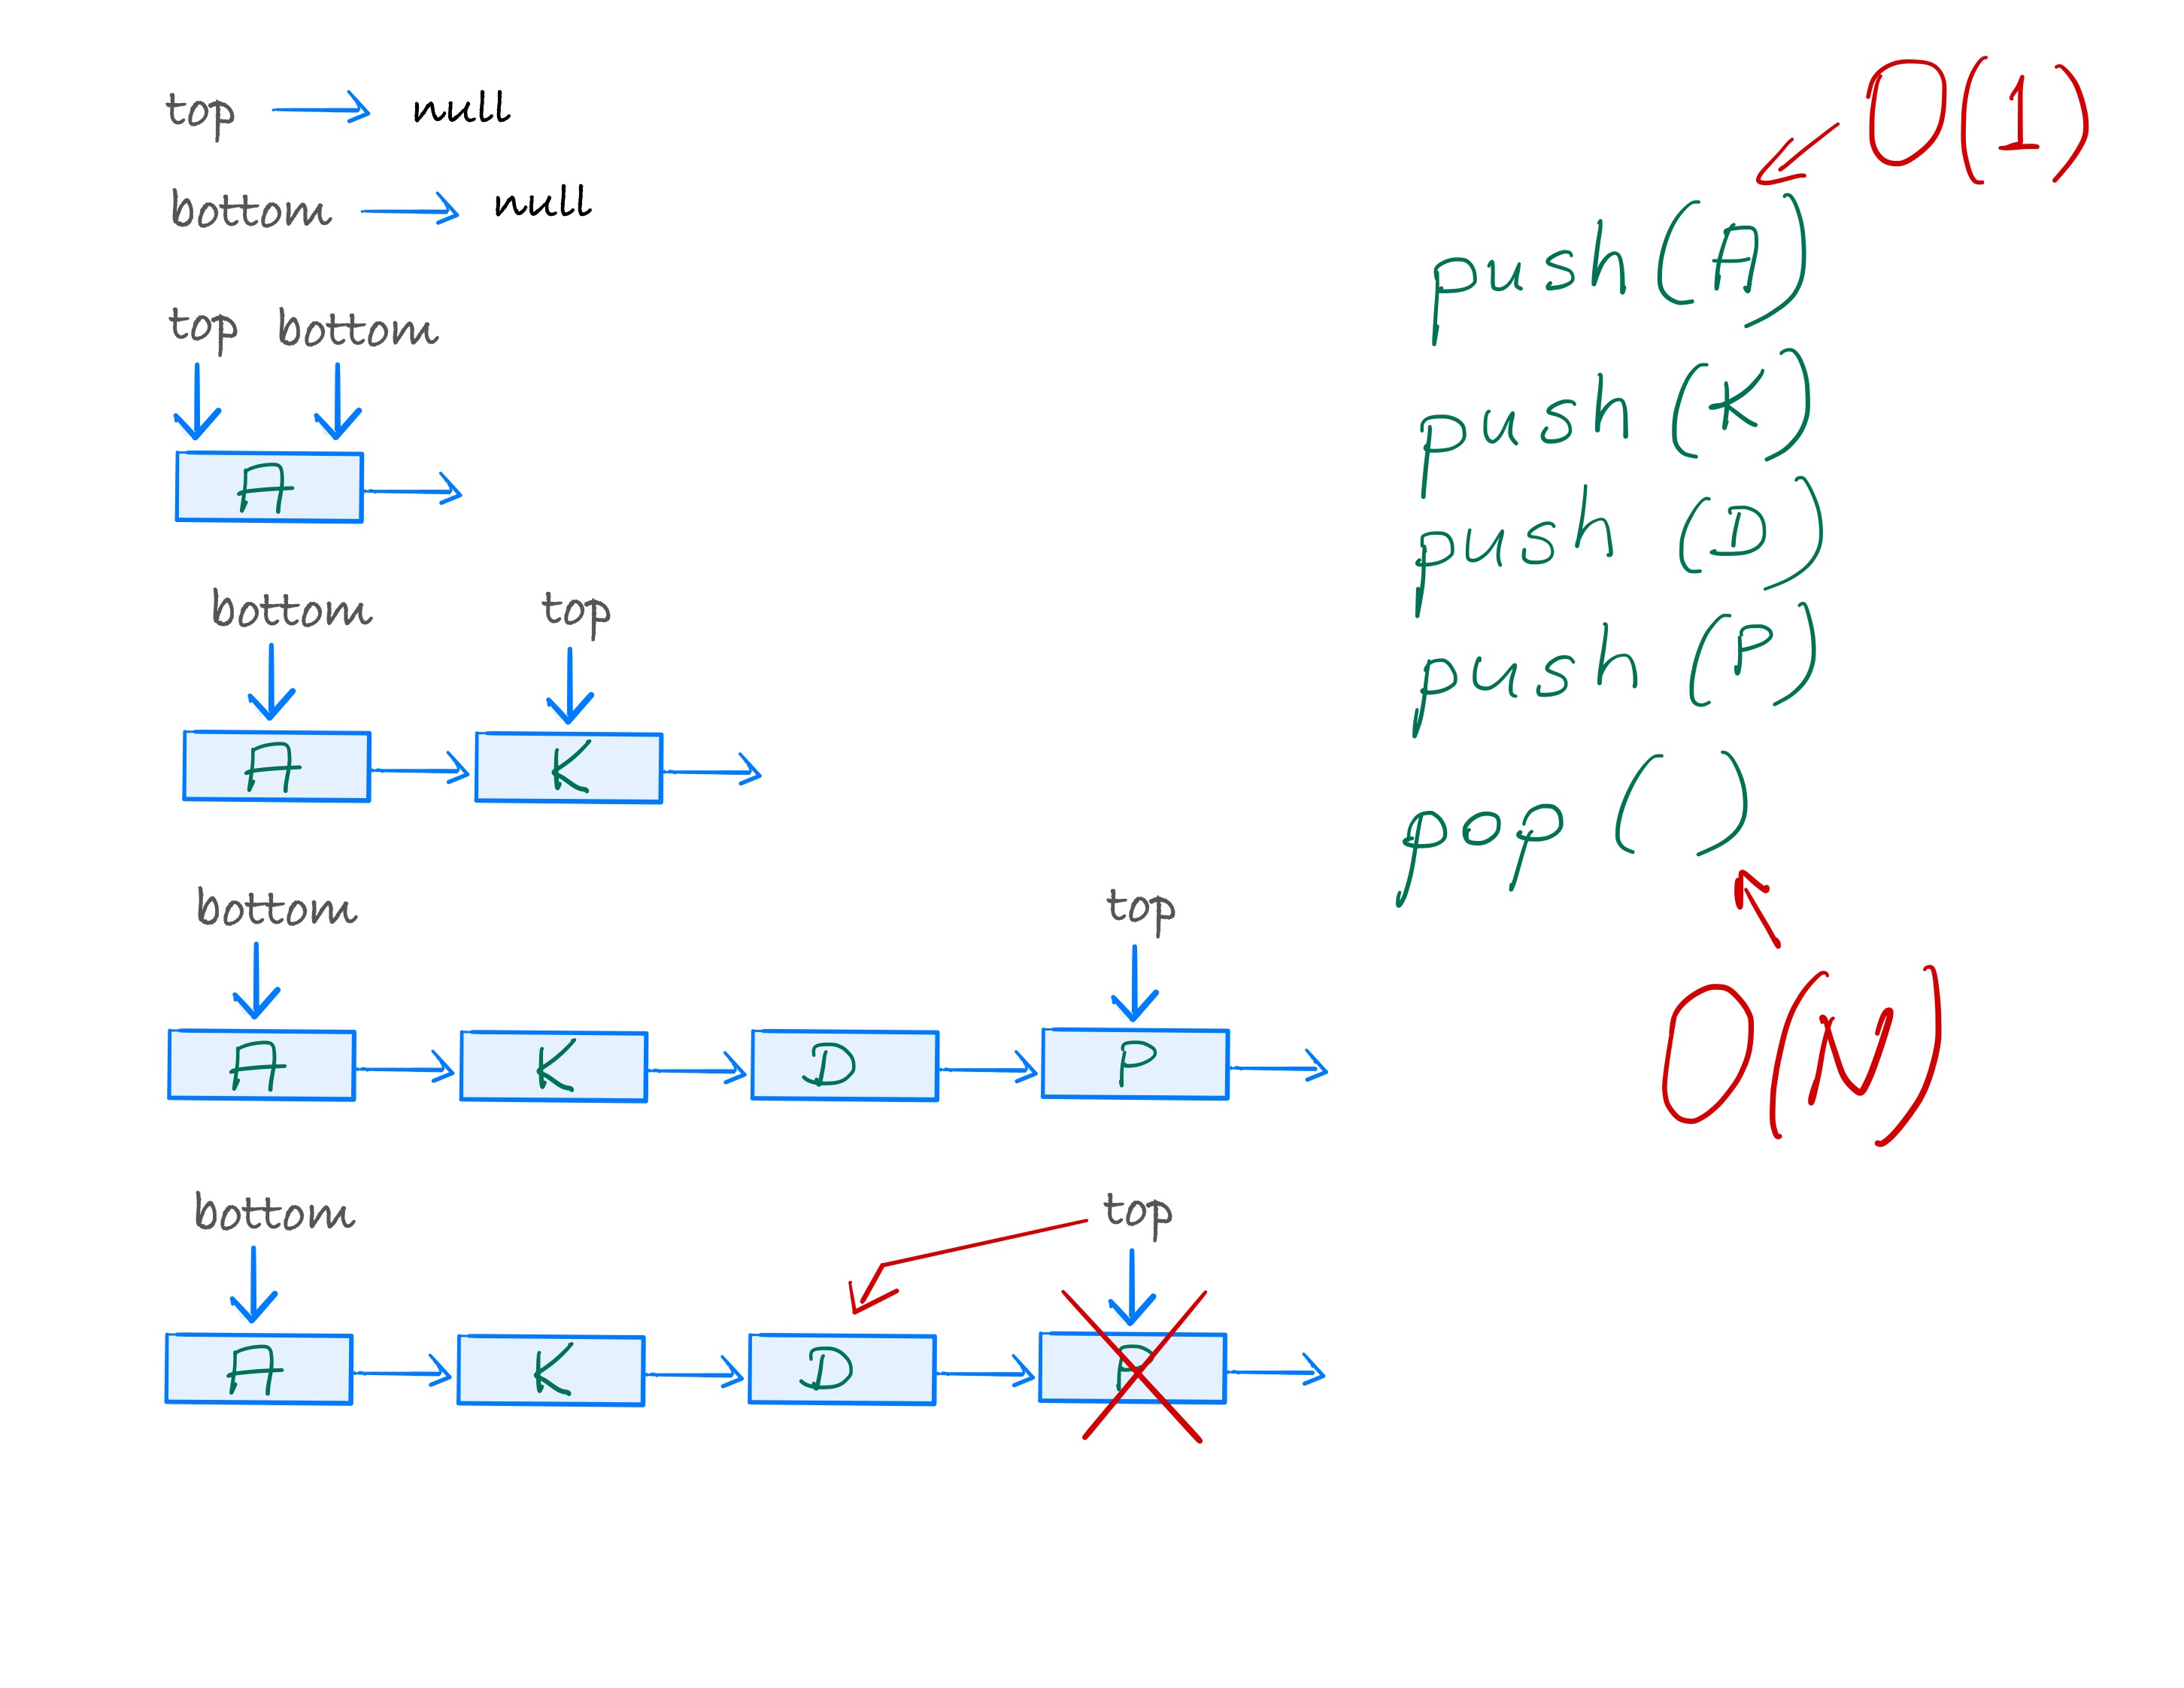 top null
bottom null
top bottom
A
bottom top
A K
bottom top
A K D P
bottom top
A K D P
O(1)
push(A)
push(K)
push(D)
push(P)
pop()
O(N)